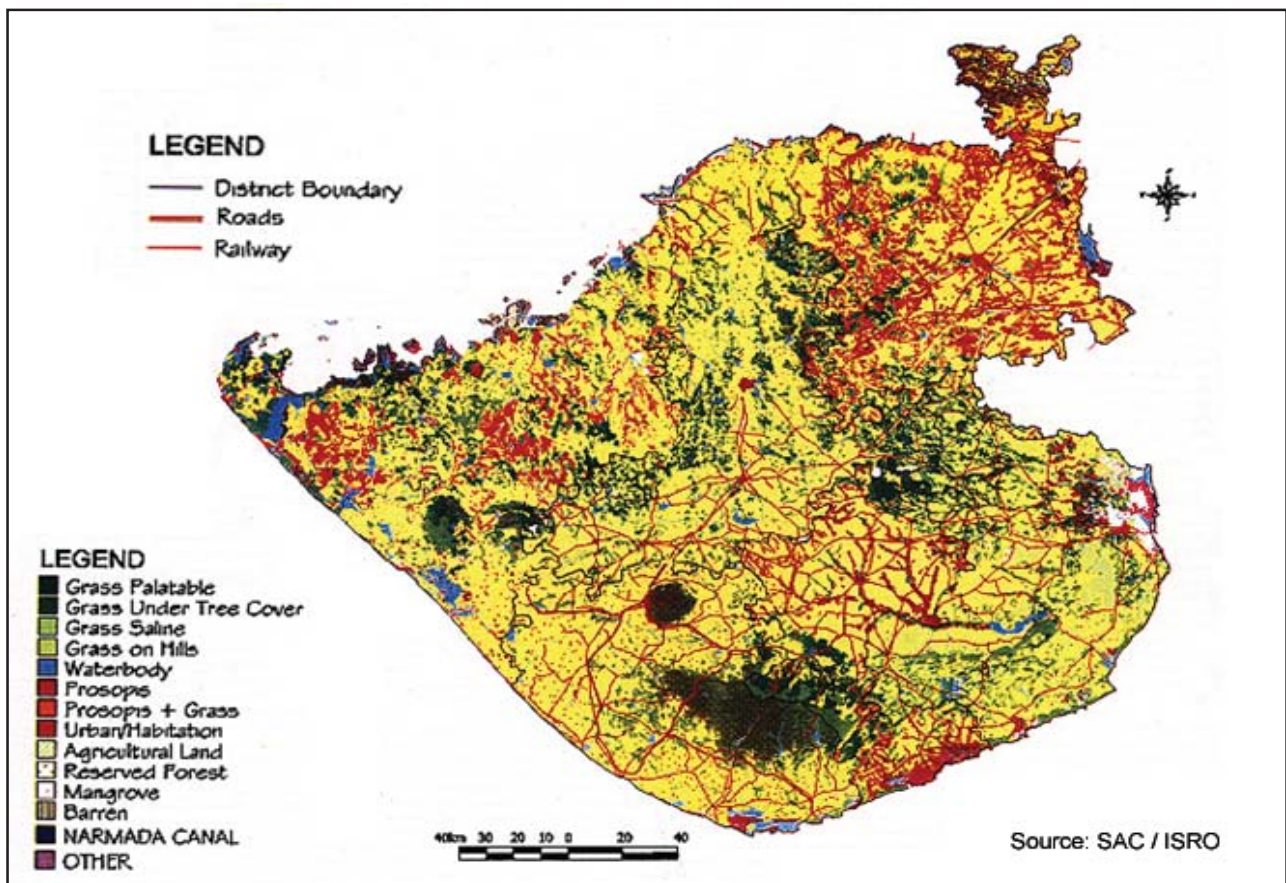 LEGEND
District Boundary
Roads
Railway
LEGEND
Grass Palatable
Grass Under Tree Cover
Grass Saline
Grass on Hills
Waterbody
Prosopis
Prosopis + Grass
Urban/Habitation
Agricultural Land
Reserved Forest
Mangrove
Barren
NARMADA CANAL
OTHER
40km 30 20 10 0 20 40
Source: SAC / ISRO